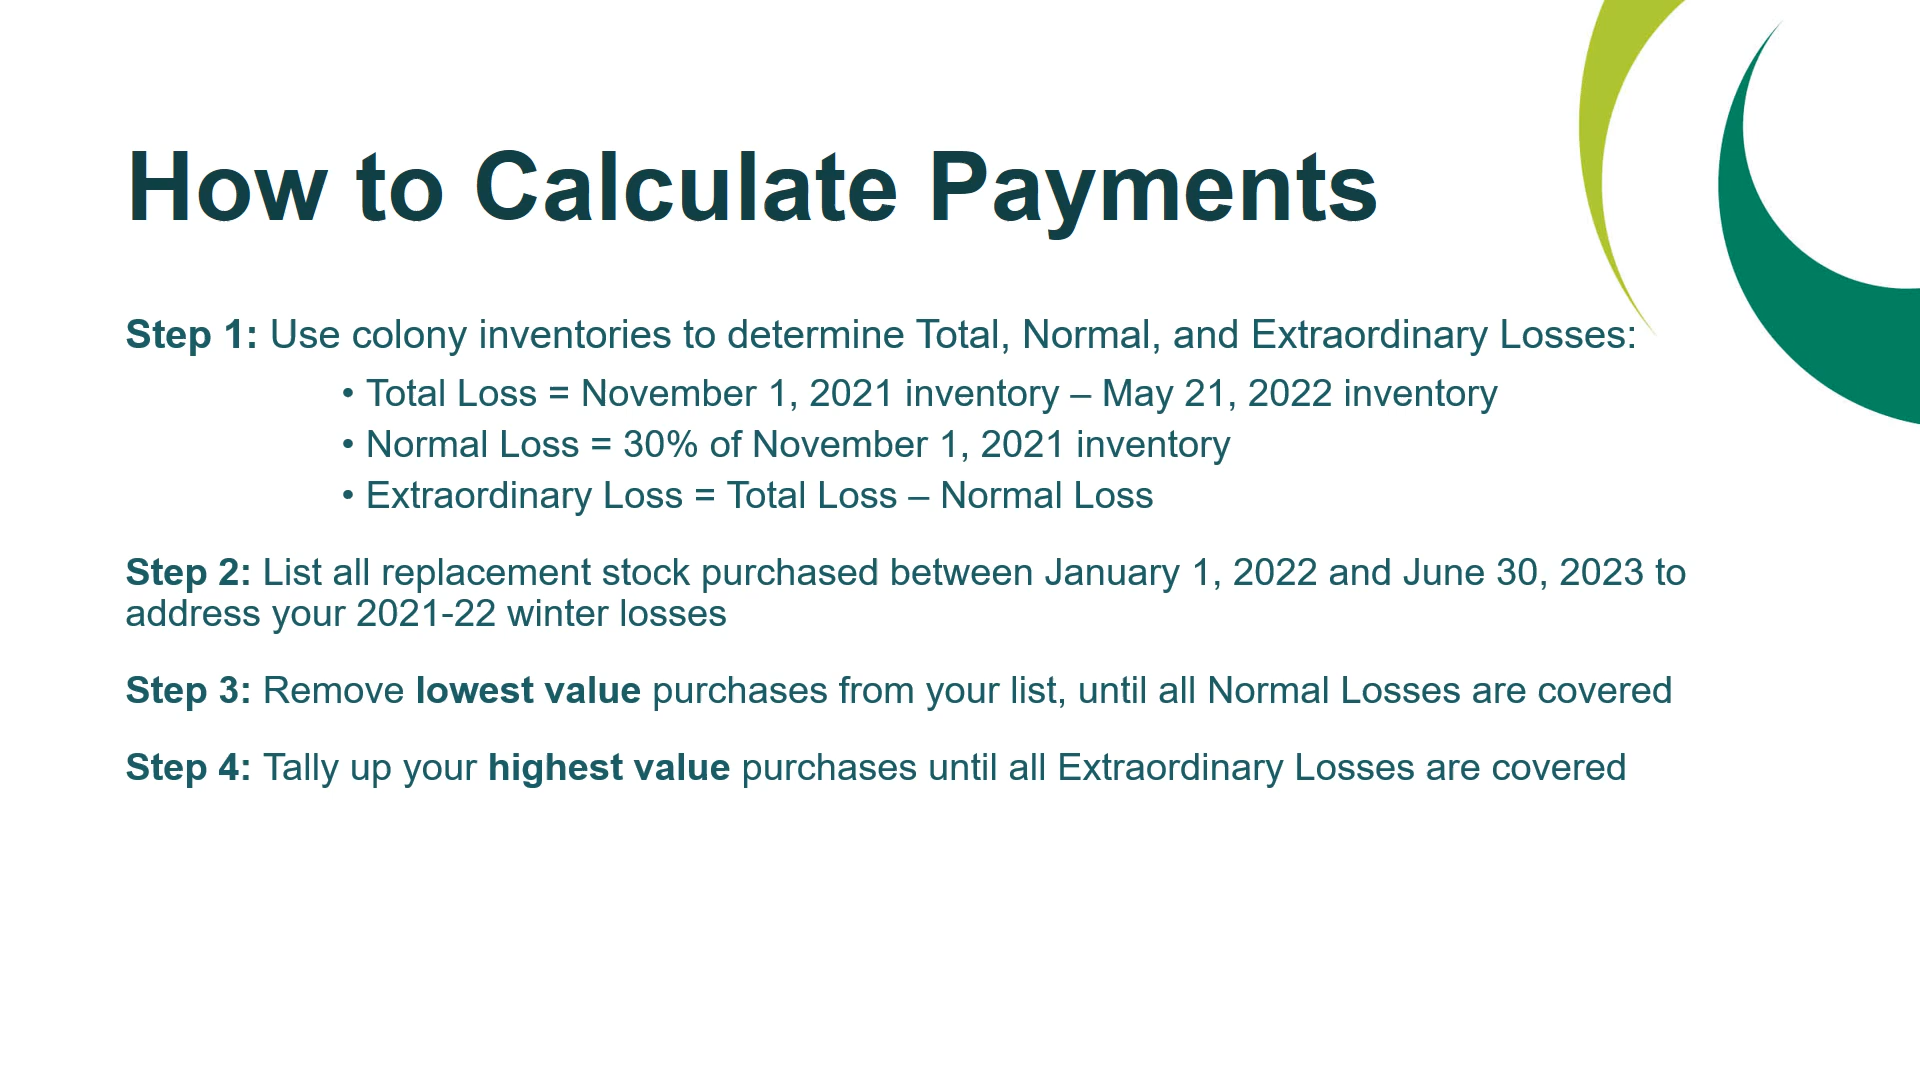 How to Calculate Payments
Step 1: Use colony inventories to determine Total, Normal, and Extraordinary Losses:
• Total Loss = November 1, 2021 inventory – May 21, 2022 inventory
• Normal Loss = 30% of November 1, 2021 inventory
• Extraordinary Loss = Total Loss – Normal Loss
Step 2: List all replacement stock purchased between January 1, 2022 and June 30, 2023 to
address your 2021-22 winter losses
Step 3: Remove lowest value purchases from your list, until all Normal Losses are covered
Step 4: Tally up your highest value purchases until all Extraordinary Losses are covered